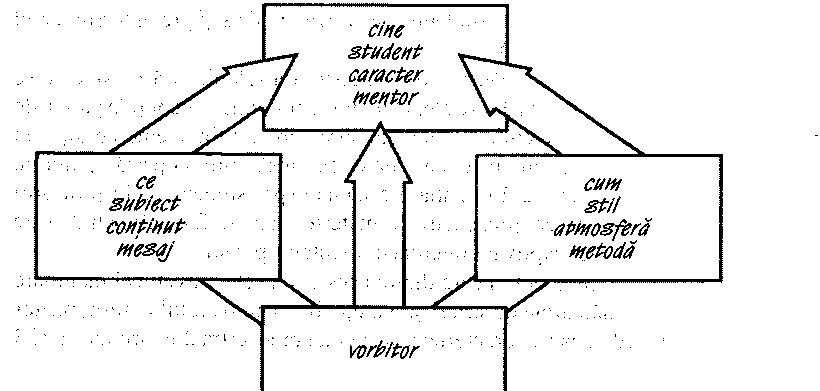 cine
student
caracter
mentor
ce
subiect
conținut
mesaj
cum
stil
atmosferă
metodă
vorbitor